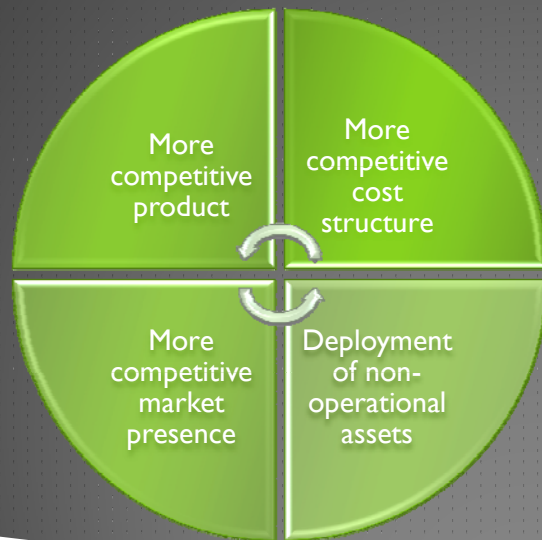 More
competitive
product
More
competitive
cost
structure
More
competitive
market
presence
Deployment
of non-
operational
assets